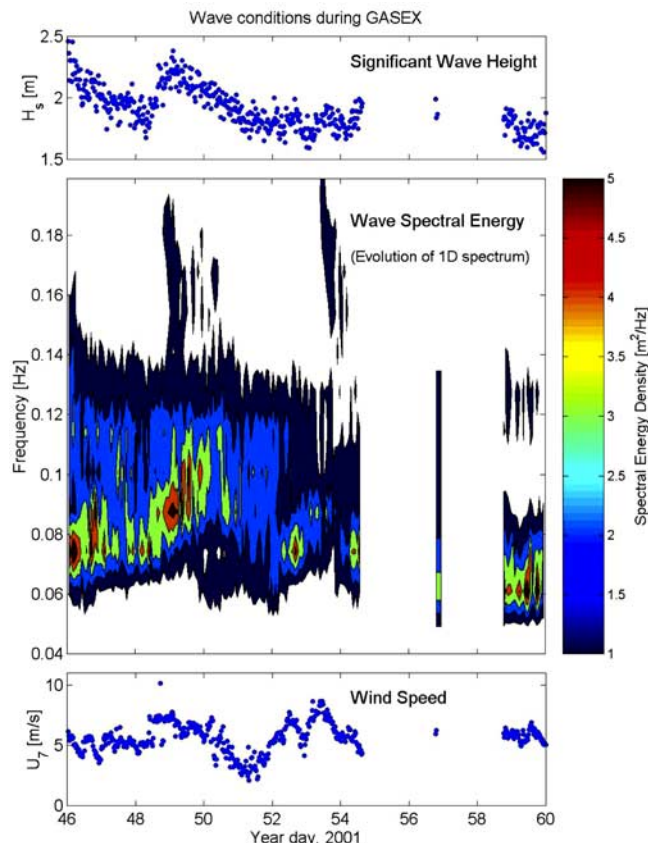 Wave conditions during GASEX
2.5
2
1.5
H_s [m]
Significant Wave Height
0.18
0.16
0.14
0.12
0.1
0.08
0.06
0.04
Frequency [Hz]
Wave Spectral Energy
(Evolution of 1D spectrum)
5
4.5
4
3.5
3
2.5
2
1.5
1
Spectral Energy Density [m²/Hz]
10
5
0
U_7 [m/s]
Wind Speed
46 48 50 52 54 56 58 60
Year day, 2001